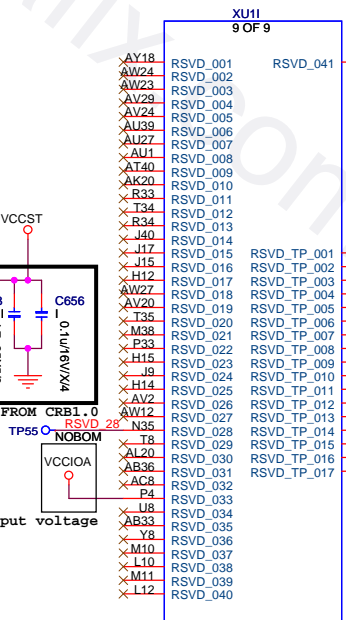 XU1I
9 OF 9
AY18 RSVD_001 RSVD_041
AW24 RSVD_002
AW23 RSVD_003
AV29 RSVD_004
AV24 RSVD_005
AU39 RSVD_006
AU27 RSVD_007
AU1 RSVD_008
AT40 RSVD_009
AK20 RSVD_010
R33 RSVD_011
T34 RSVD_012
R34 RSVD_013
J40 RSVD_014
J17 RSVD_015 RSVD_TP_001
J15 RSVD_016 RSVD_TP_002
H12 RSVD_017 RSVD_TP_003
AW27 RSVD_018 RSVD_TP_004
AV20 RSVD_019 RSVD_TP_005
T35 RSVD_020 RSVD_TP_006
M38 RSVD_021 RSVD_TP_007
P33 RSVD_022 RSVD_TP_008
H15 RSVD_023 RSVD_TP_009
J9 RSVD_024 RSVD_TP_010
H14 RSVD_025 RSVD_TP_011
AV2 RSVD_026 RSVD_TP_012
AW12 RSVD_027 RSVD_TP_013
N35 RSVD_028 RSVD_TP_014
T8 RSVD_029 RSVD_TP_015
AL20 RSVD_030 RSVD_TP_016
AB36 RSVD_031 RSVD_TP_017
AC8 RSVD_032
P4 RSVD_033
U8 RSVD_034
AB33 RSVD_035
Y8 RSVD_036
M10 RSVD_037
L10 RSVD_038
M11 RSVD_039
L12 RSVD_040
VCCST
C656
0.1u/16V/X4
FROM CRB1.0
RSVD_28
TP55
NOBOM
VCCIOA
put voltage